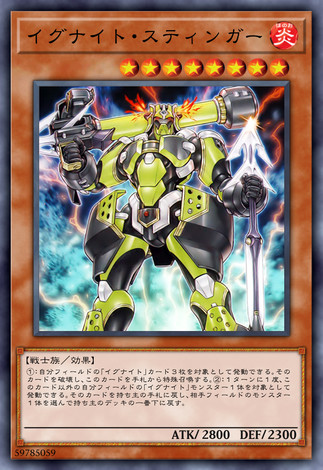 イグナイト・スティンガー
炎
【戦士族／効果】
①:自分フィールドの「イグナイト」カード3枚を対象として発動できる。その
カードを破壊し、このカードを手札から特殊召喚する。②:1ターンに1度、こ
のカード以外の自分フィールドの「イグナイト」モンスター1体を対象として
発動できる。そのカードを持ち主の手札に戻し、相手フィールドのモンスター
1体を選んで持ち主のデッキの一番下に戻す。
ATK/ 2800 DEF/2300
59785059